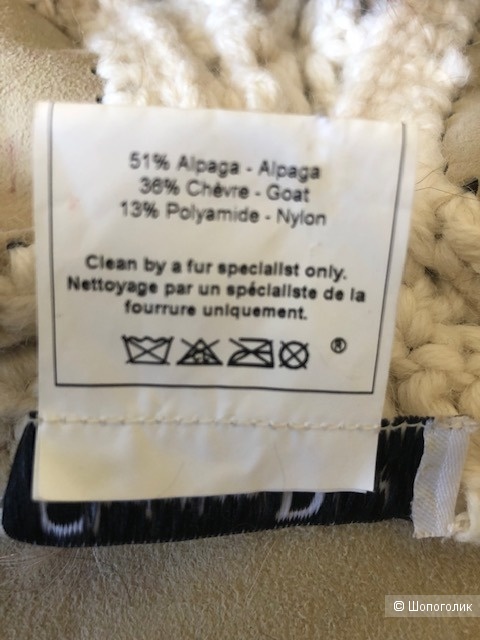 51% Alpaga - Alpaga
36% Chèvre - Goat
13% Polyamide - Nylon
Clean by a fur specialist only.
Nettoyage par un spécialiste de la
fourrure uniquement.
®
© Шопоголик